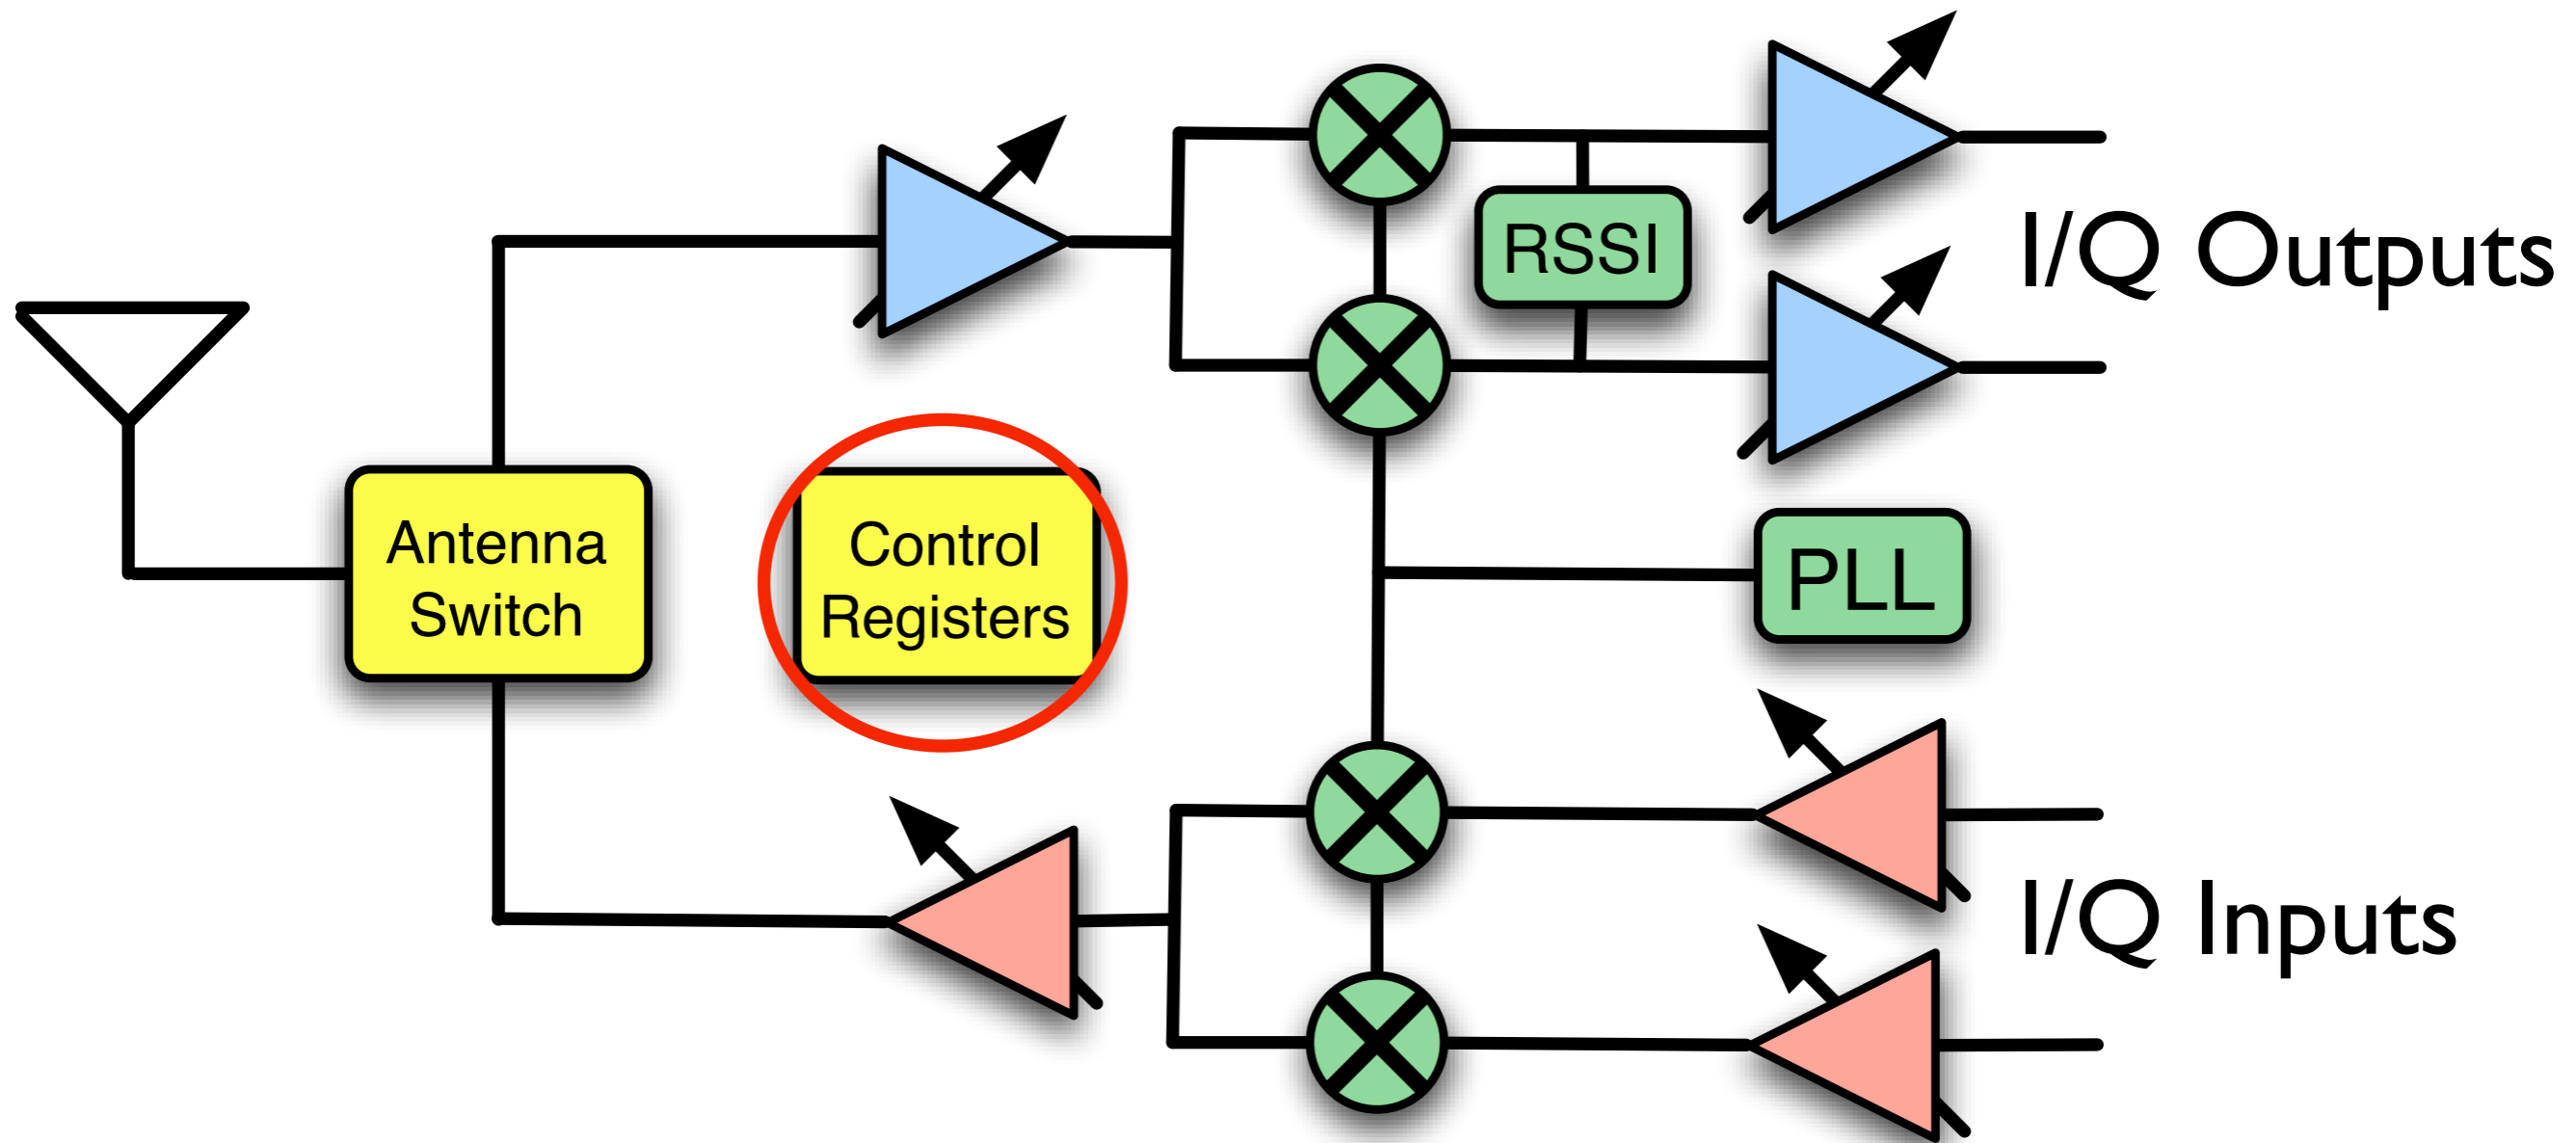 RSSI
I/Q Outputs
Antenna
Switch
Control
Registers
PLL
I/Q Inputs